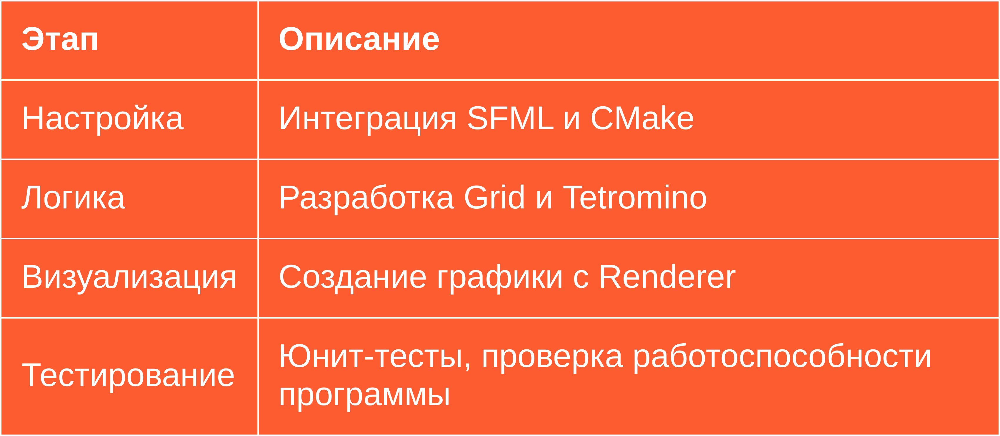 Этап
Описание
Настройка
Интеграция SFML и CMake
Логика
Разработка Grid и Tetromino
Визуализация
Создание графики с Renderer
Тестирование
Юнит-тесты, проверка работоспособности
программы